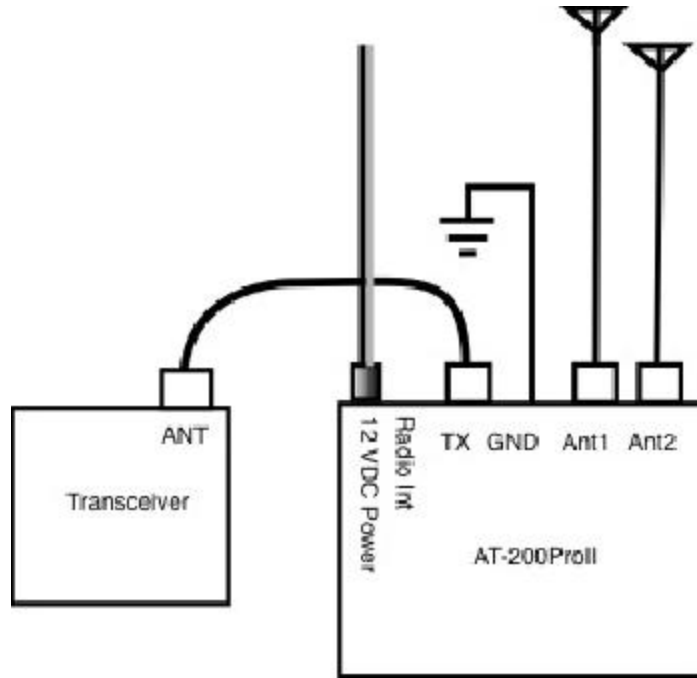 ANT
Transceiver
12 VDC Power
Radio Int
TX
GND
Ant1
Ant2
AT-200ProII